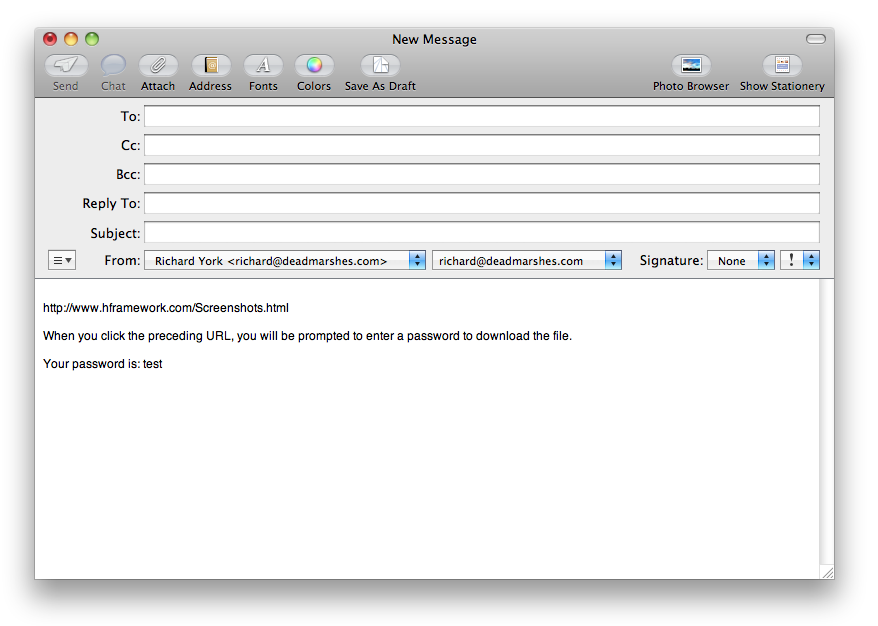 New Message
Send Chat Attach Address Fonts Colors Save As Draft Photo Browser Show Stationery
To:
Cc:
Bcc:
Reply To:
Subject:
From: Richard York <richard@deadmarshes.com> richard@deadmarshes.com Signature: None !
http://www.hframework.com/Screenshots.html
When you click the preceding URL, you will be prompted to enter a password to download the file.
Your password is: test